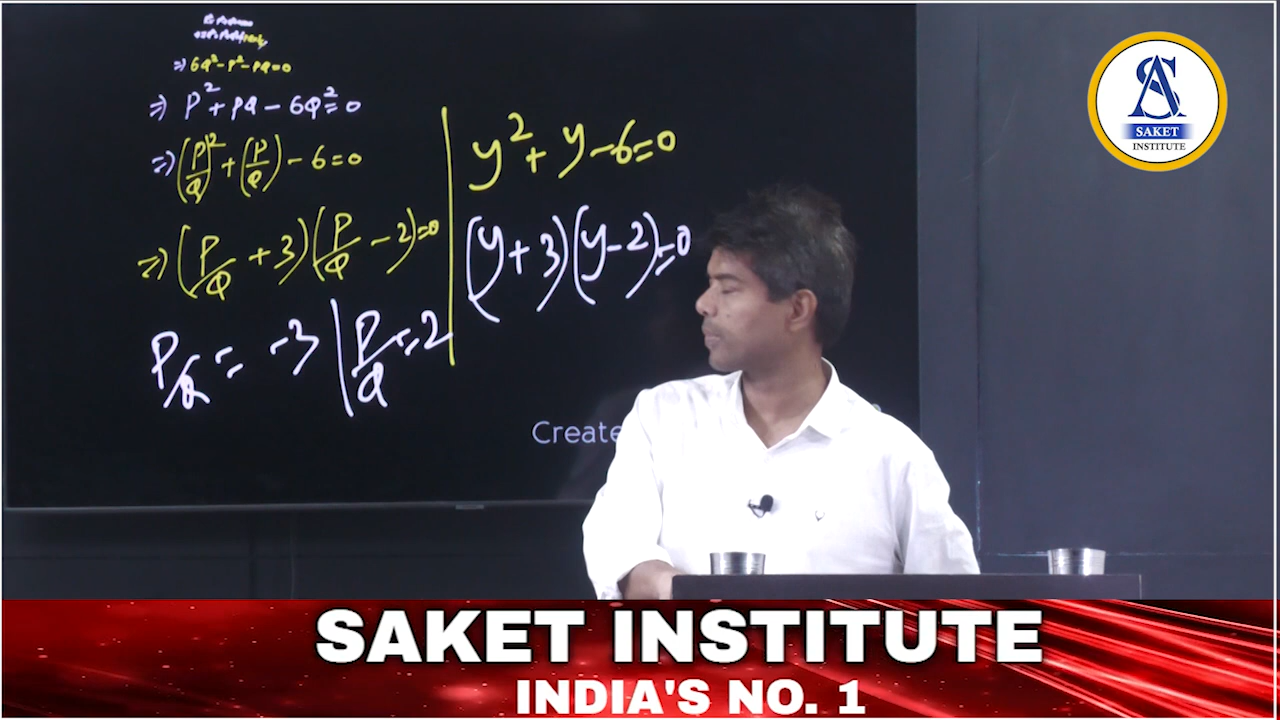 ⇒ 6Q² - P² - PQ = 0
⇒ P² + PQ - 6Q² = 0
⇒ (P/Q)² + (P/Q) - 6 = 0
⇒ (P/Q + 3)(P/Q - 2) = 0
P/Q = -3 | P/Q = 2
y² + y - 6 = 0
(y + 3)(y - 2) = 0
Create
SA
SAKET
INSTITUTE
SAKET INSTITUTE
INDIA'S NO. 1